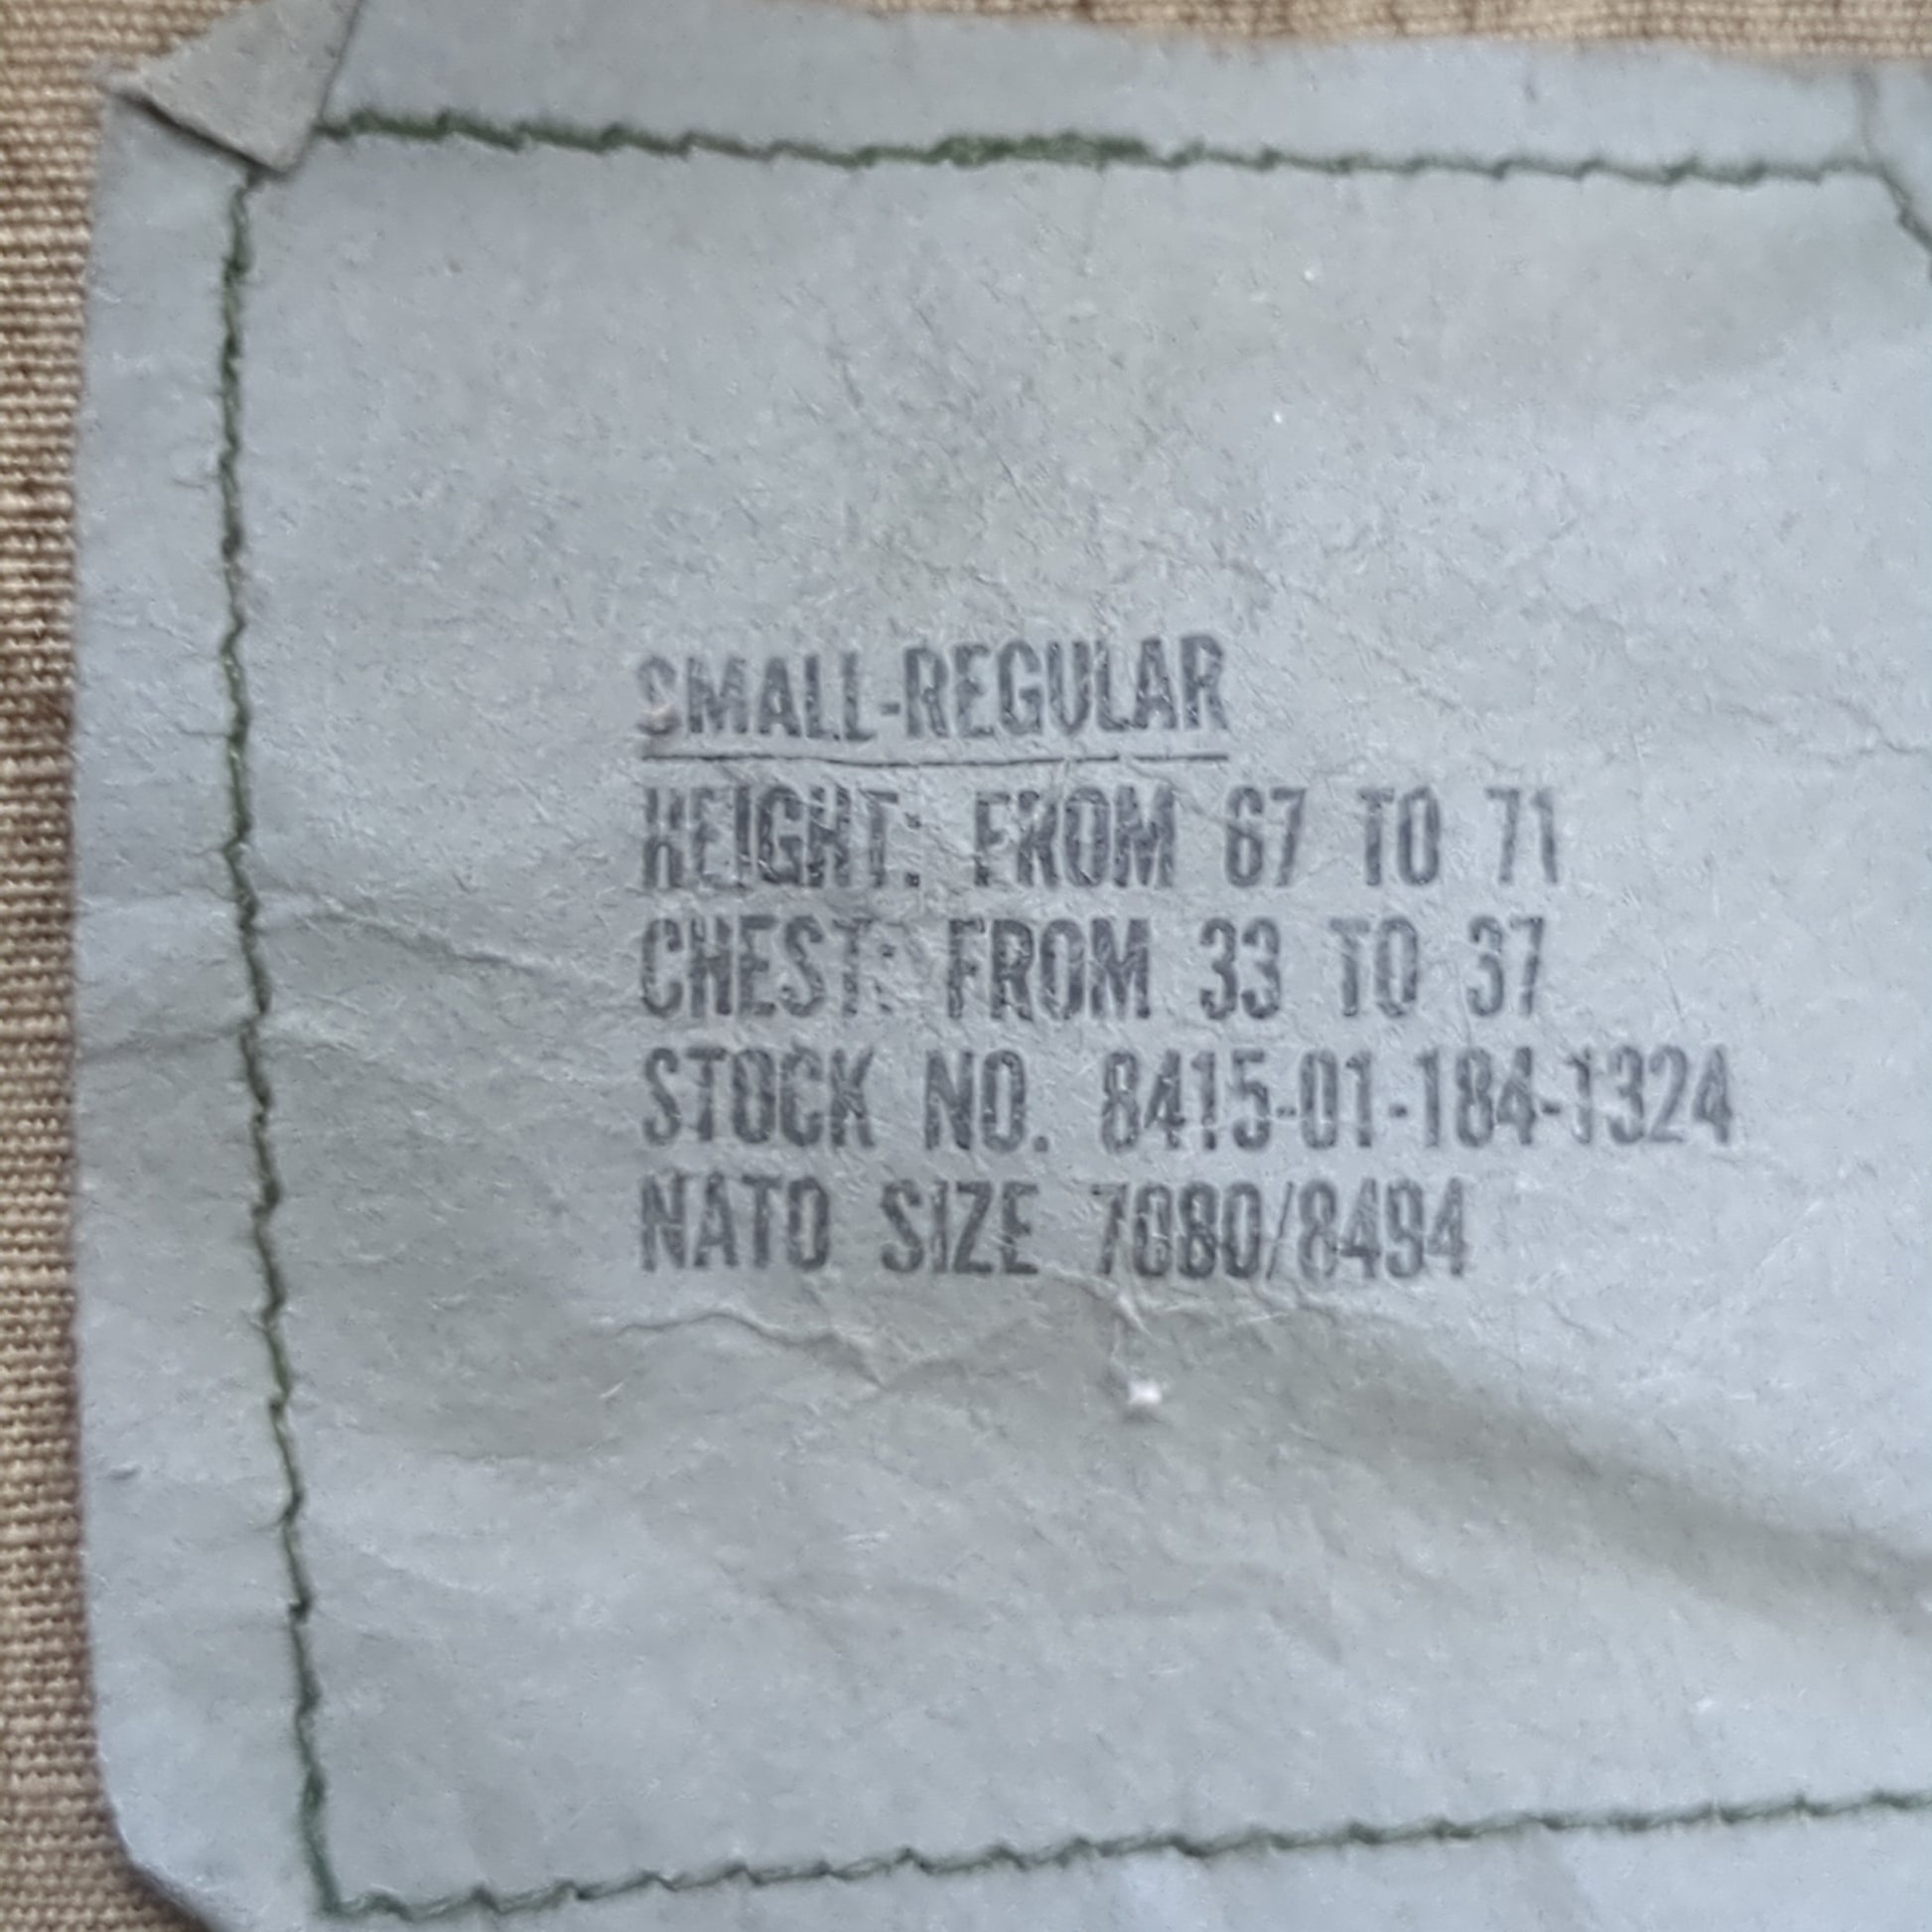 SMALL-REGULAR
HEIGHT: FROM 67 TO 71
CHEST: FROM 33 TO 37
STOCK NO. 8415-01-184-1324
NATO SIZE 7080/8494